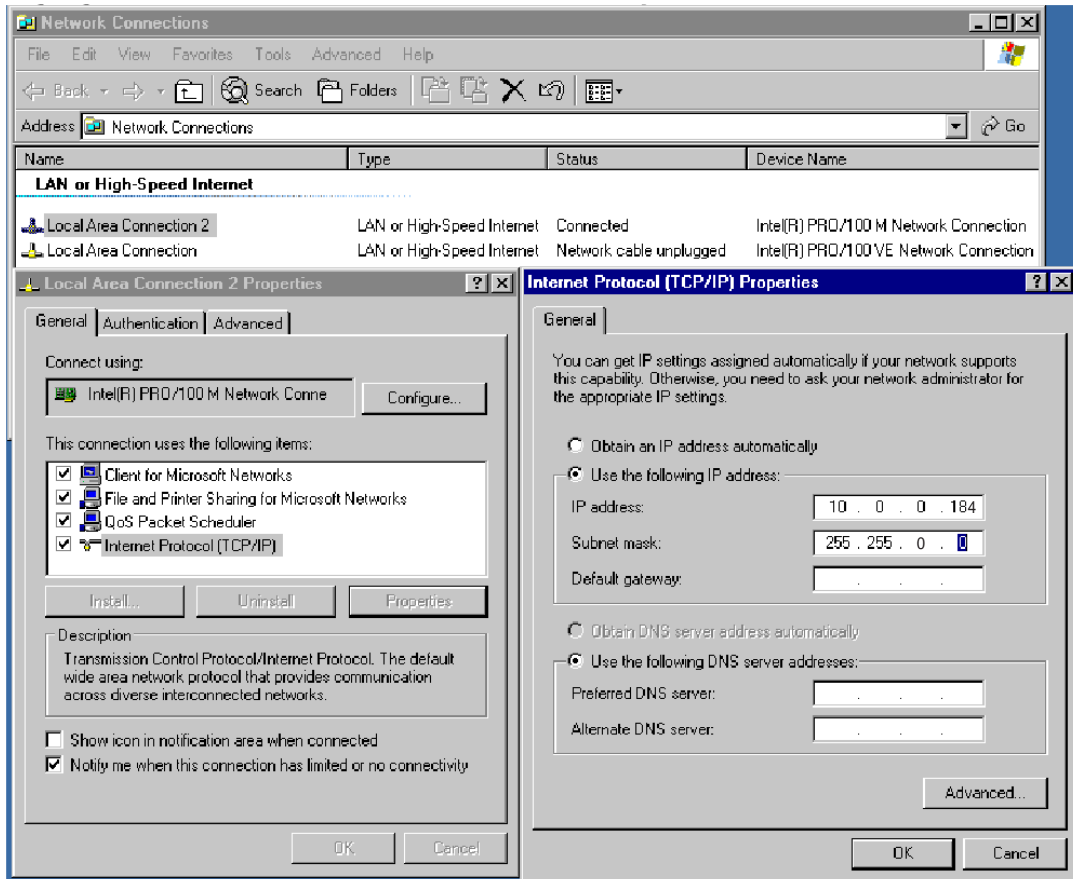 Network Connections
File Edit View Favorites Tools Advanced Help
Back Search Folders
Address Network Connections Go
Name Type Status Device Name
LAN or High-Speed Internet
Local Area Connection 2 LAN or High-Speed Internet Connected Intel(R) PRO/100 M Network Connection
Local Area Connection LAN or High-Speed Internet Network cable unplugged Intel(R) PRO/100 VE Network Connection
Local Area Connection 2 Properties
General Authentication Advanced
Connect using:
Intel(R) PRO/100 M Network Conne Configure...
This connection uses the following items:
Client for Microsoft Networks
File and Printer Sharing for Microsoft Networks
QoS Packet Scheduler
Internet Protocol (TCP/IP)
Install... Uninstall Properties
Description
Transmission Control Protocol/Internet Protocol. The default
wide area network protocol that provides communication
across diverse interconnected networks.
Show icon in notification area when connected
Notify me when this connection has limited or no connectivity
OK Cancel
Internet Protocol (TCP/IP) Properties
General
You can get IP settings assigned automatically if your network supports
this capability. Otherwise, you need to ask your network administrator for
the appropriate IP settings.
Obtain an IP address automatically
Use the following IP address:
IP address: 10 . 0 . 0 . 184
Subnet mask: 255 . 255 . 0 . 0
Default gateway: . . .
Obtain DNS server address automatically
Use the following DNS server addresses:
Preferred DNS server: . . .
Alternate DNS server: . . .
Advanced...
OK Cancel